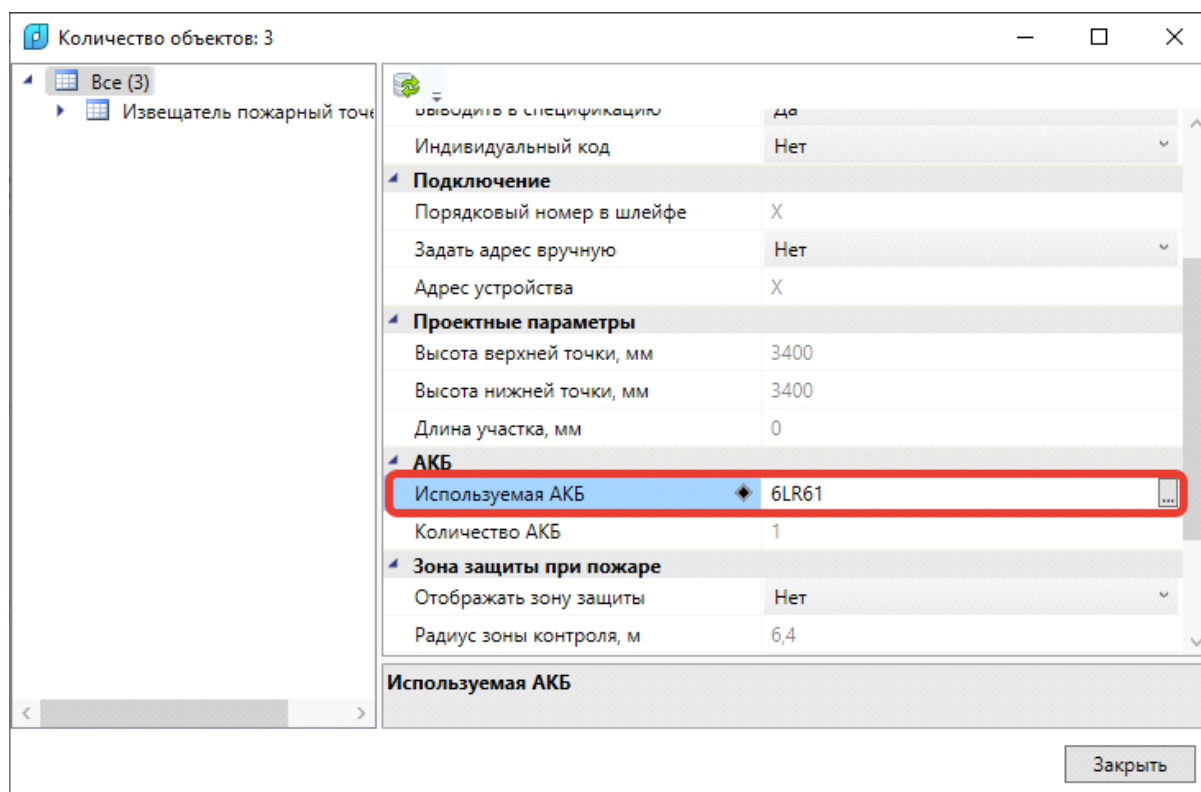 Количество объектов: 3
Все (3)
Извещатель пожарный точе
Выводить в спецификацию Да
Индивидуальный код Нет
Подключение
Порядковый номер в шлейфе X
Задать адрес вручную Нет
Адрес устройства X
Проектные параметры
Высота верхней точки, мм 3400
Высота нижней точки, мм 3400
Длина участка, мм 0
АКБ
Используемая АКБ 6LR61 ...
Количество АКБ 1
Зона защиты при пожаре
Отображать зону защиты Нет
Радиус зоны контроля, м 6,4
Используемая АКБ
Закрыть